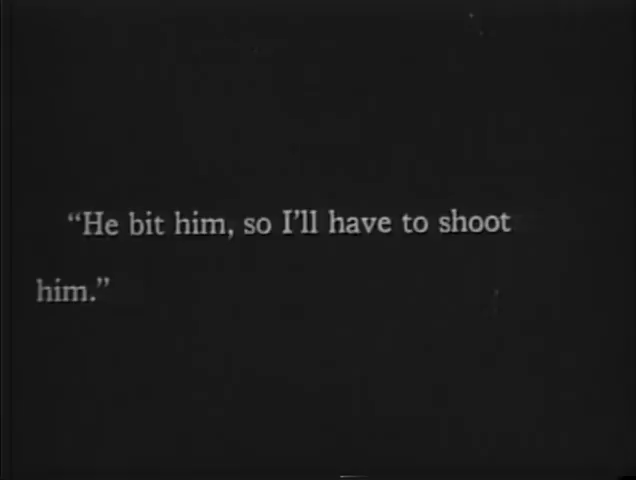 “He bit him, so I’ll have to shoot
him.”